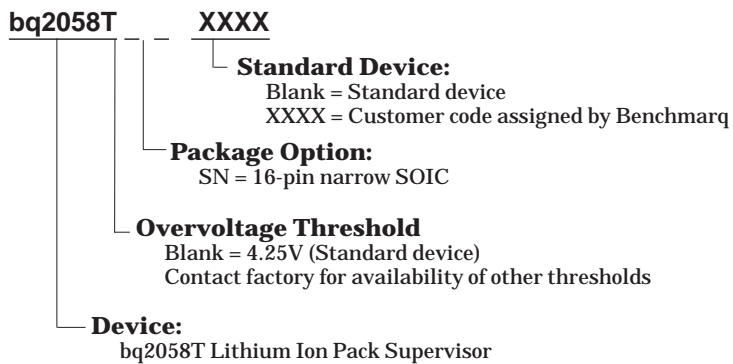 bq2058T _ _ XXXX
Standard Device:
Blank = Standard device
XXXX = Customer code assigned by Benchmarq
Package Option:
SN = 16-pin narrow SOIC
Overvoltage Threshold
Blank = 4.25V (Standard device)
Contact factory for availability of other thresholds
Device:
bq2058T Lithium Ion Pack Supervisor